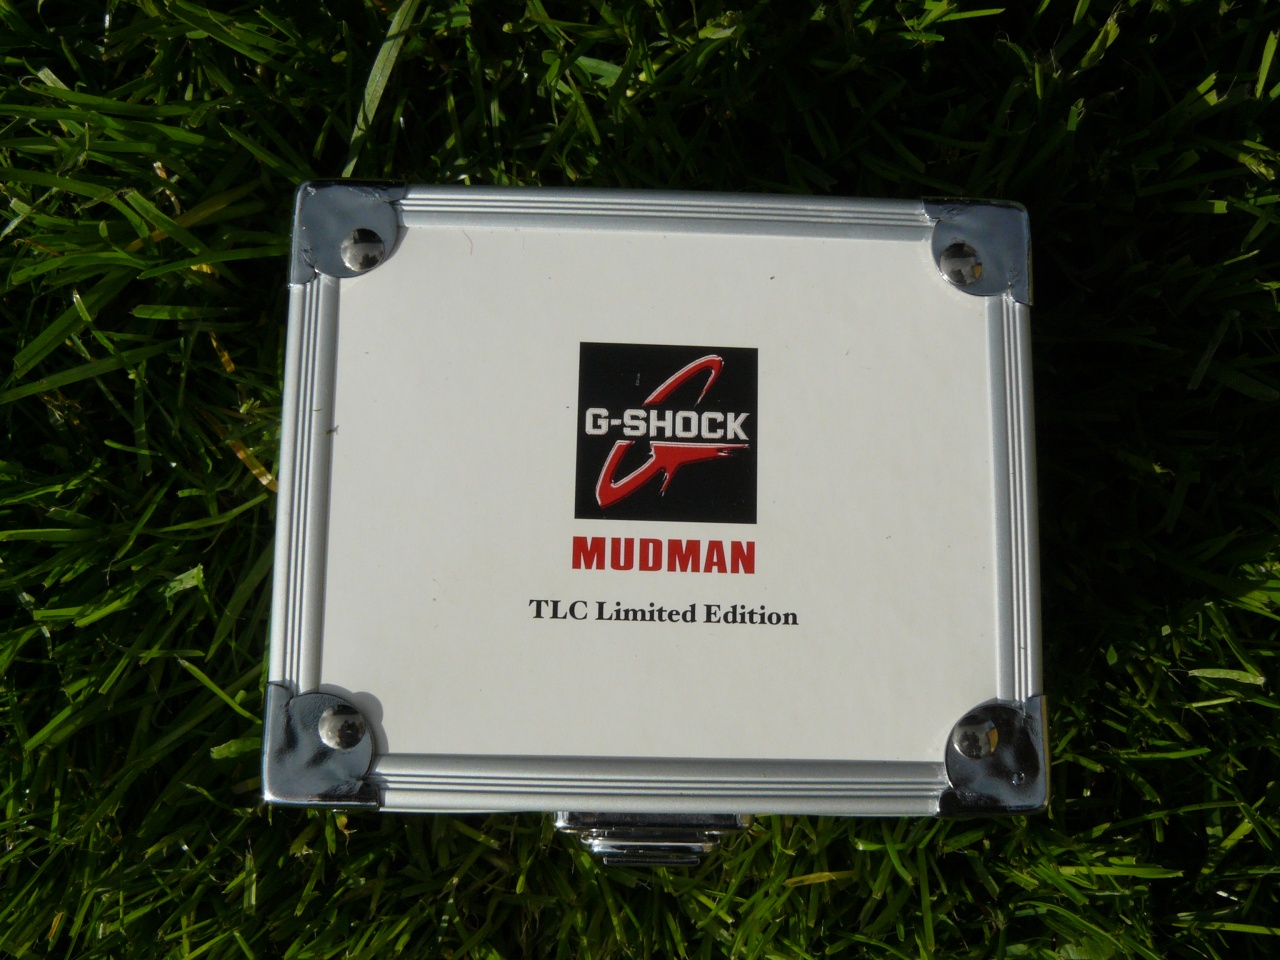 G-SHOCK
MUDMAN
TLC Limited Edition